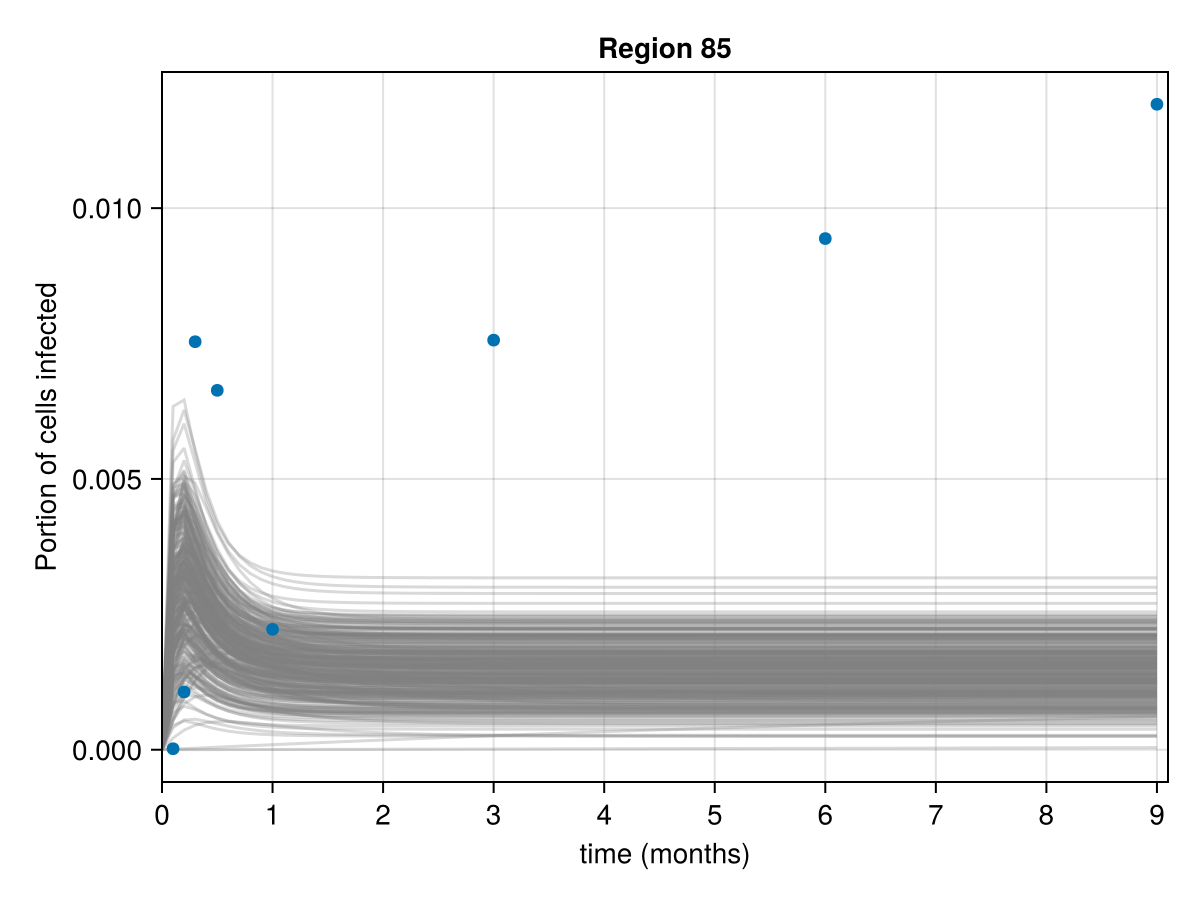 Region 85
Portion of cells infected
0.010
0.005
0.000
0 1 2 3 4 5 6 7 8 9
time (months)